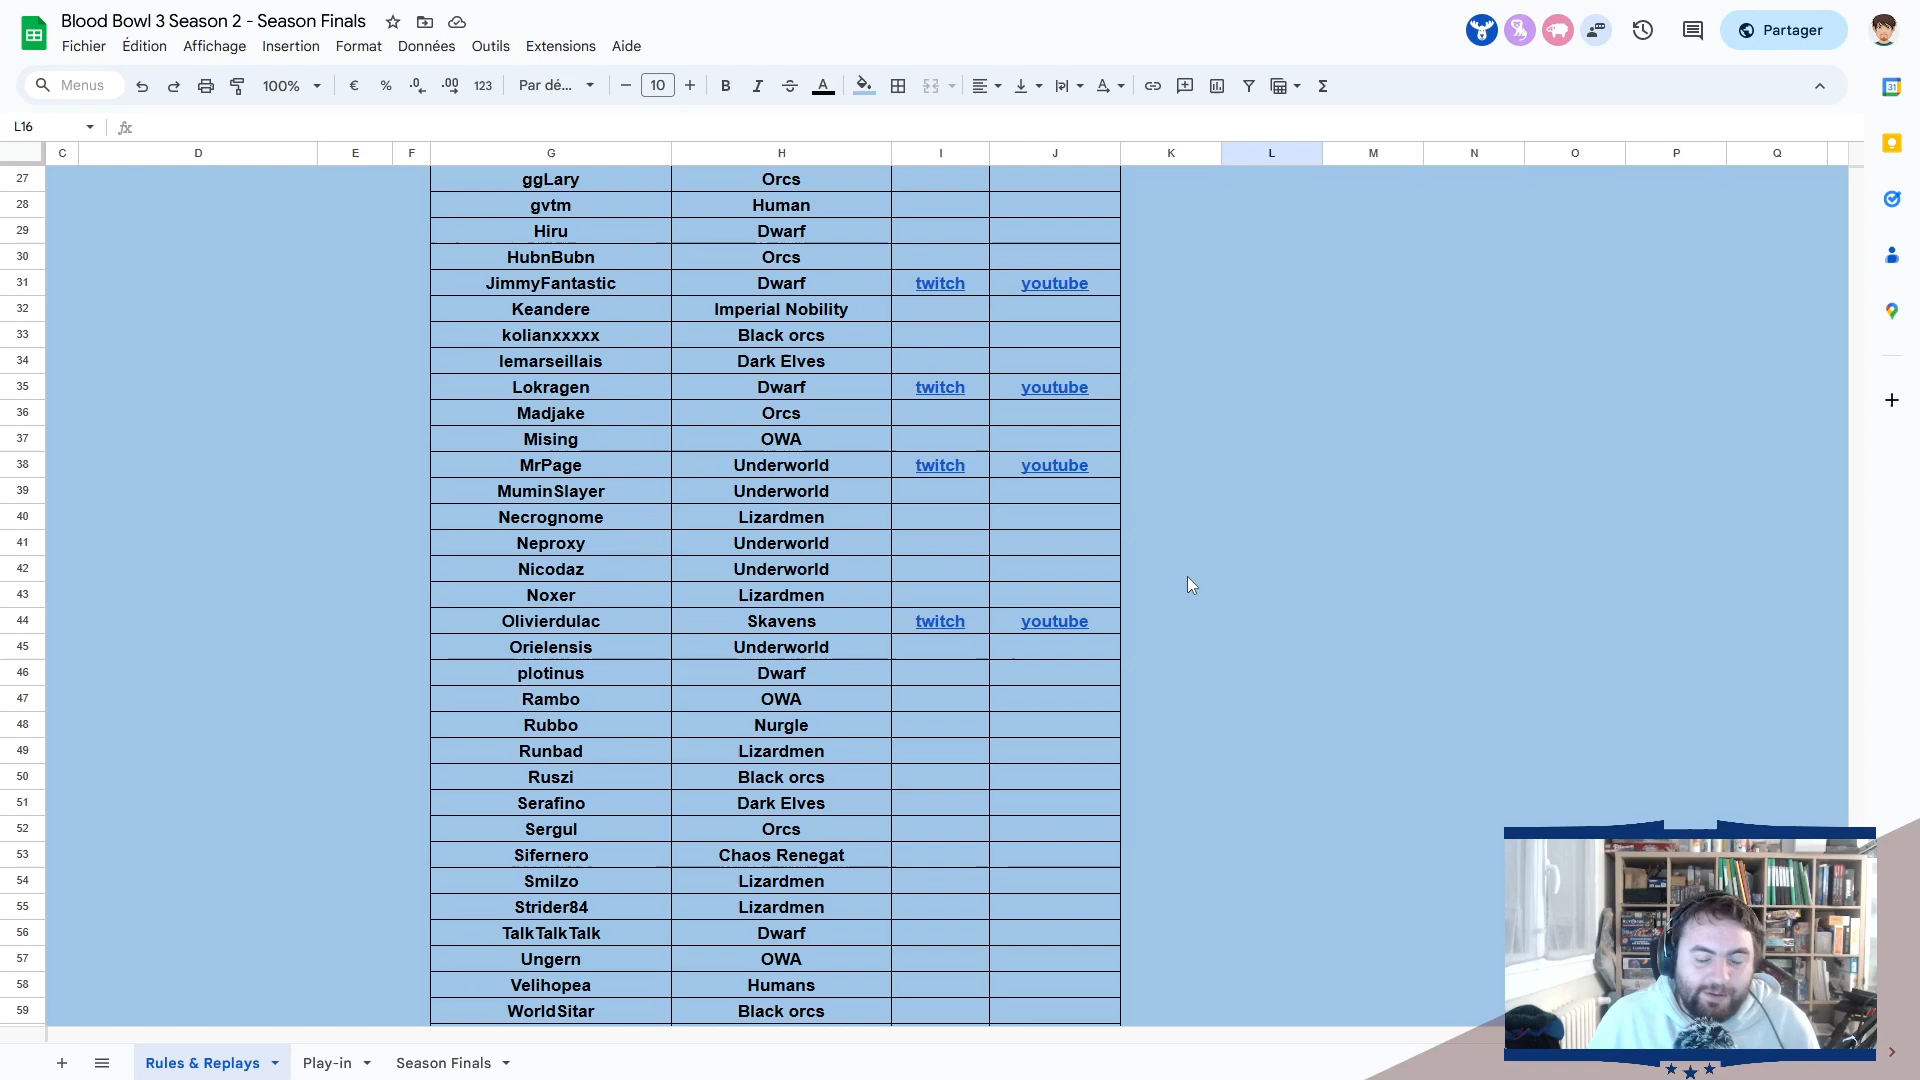 Blood Bowl 3 Season 2 - Season Finals
Fichier Édition Affichage Insertion Format Données Outils Extensions Aide
Partager
Menus 100% € % .0 .00 123 Par dé... 10 B I S A Σ
L16 fx
C D E F G H I J K L M N O P Q
27 ggLary Orcs
28 gvtm Human
29 Hiru Dwarf
30 HubnBubn Orcs
31 JimmyFantastic Dwarf twitch youtube
32 Keandere Imperial Nobility
33 kolianxxxxx Black orcs
34 lemarseillais Dark Elves
35 Lokragen Dwarf twitch youtube
36 Madjake Orcs
37 Mising OWA
38 MrPage Underworld twitch youtube
39 MuminSlayer Underworld
40 Necrognome Lizardmen
41 Neproxy Underworld
42 Nicodaz Underworld
43 Noxer Lizardmen
44 Olivierdulac Skavens twitch youtube
45 Orielensis Underworld
46 plotinus Dwarf
47 Rambo OWA
48 Rubbo Nurgle
49 Runbad Lizardmen
50 Ruszi Black orcs
51 Serafino Dark Elves
52 Sergul Orcs
53 Sifernero Chaos Renegat
54 Smilzo Lizardmen
55 Strider84 Lizardmen
56 TalkTalkTalk Dwarf
57 Ungern OWA
58 Velihopea Humans
59 WorldSitar Black orcs
Rules & Replays Play-in Season Finals
31